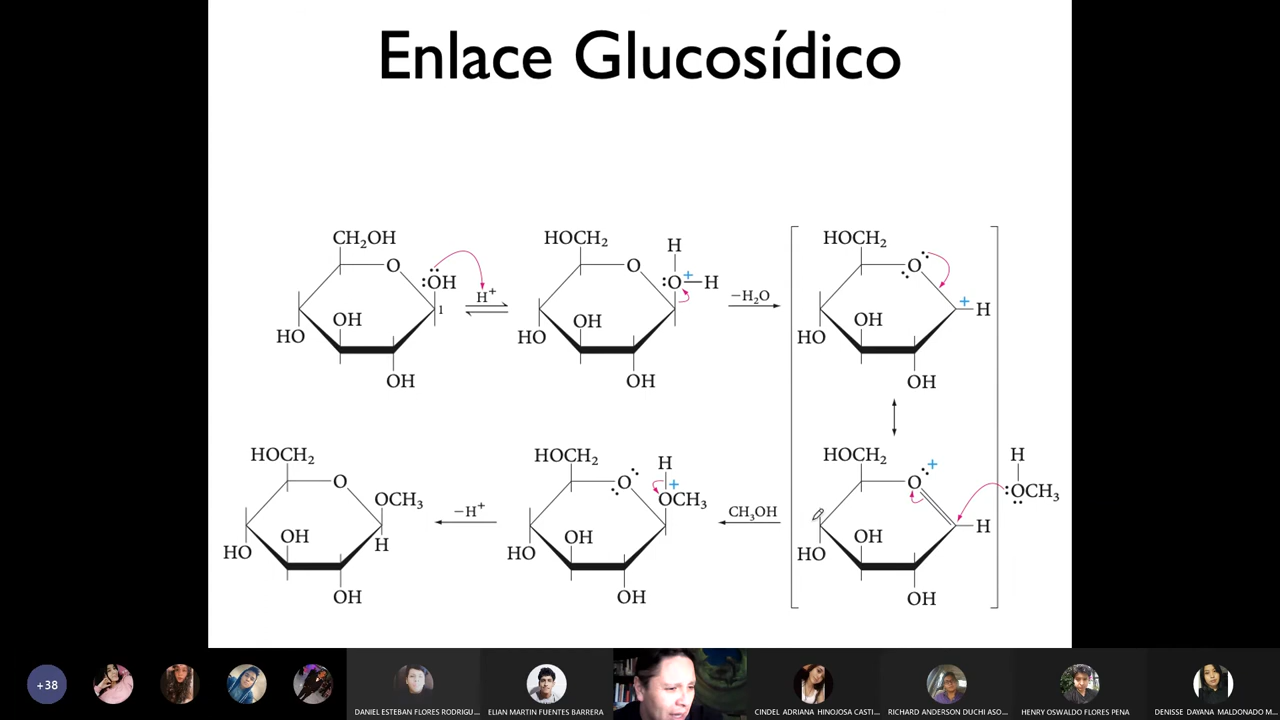 Enlace Glucosídico
CH₂OH
O
:ÖH
1
OH
HO
OH
H⁺
HOCH₂
O
H
:O—H
+
OH
HO
OH
−H₂O
HOCH₂
O
+
H
OH
HO
OH
HOCH₂
O
+
H
OH
HO
OH
H
:OCH₃
CH₃OH
HOCH₂
O
H
+
OCH₃
OH
HO
OH
−H⁺
HOCH₂
O
OCH₃
H
OH
HO
OH
+38
DANIEL ESTEBAN FLORES RODRIGU...
ELIAN MARTIN FUENTES BARRERA
CINDEL ADRIANA HINOJOSA CASTI...
RICHARD ANDERSON DUCHI ASO...
HENRY OSWALDO FLORES PENA
DENISSE DAYANA MALDONADO M...